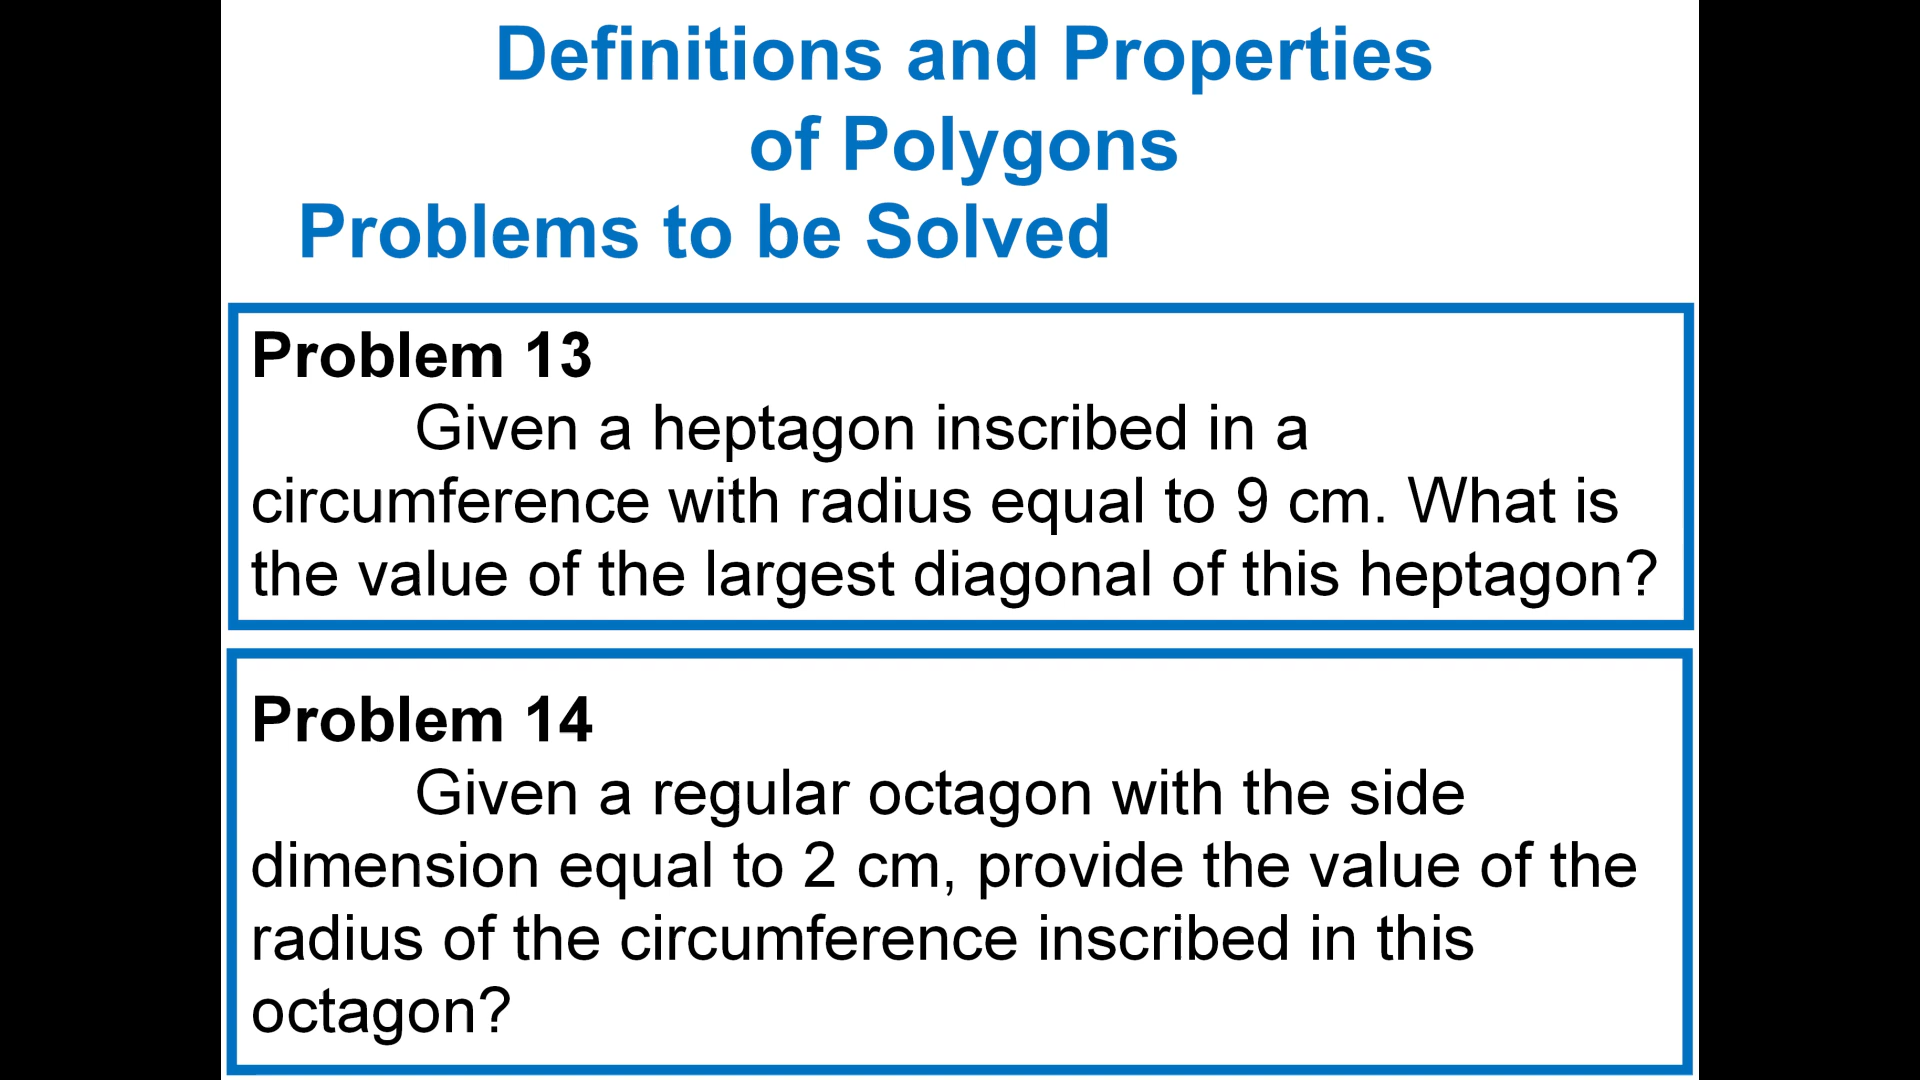 Definitions and Properties
of Polygons
Problems to be Solved
Problem 13
Given a heptagon inscribed in a
circumference with radius equal to 9 cm. What is
the value of the largest diagonal of this heptagon?
Problem 14
Given a regular octagon with the side
dimension equal to 2 cm, provide the value of the
radius of the circumference inscribed in this
octagon?